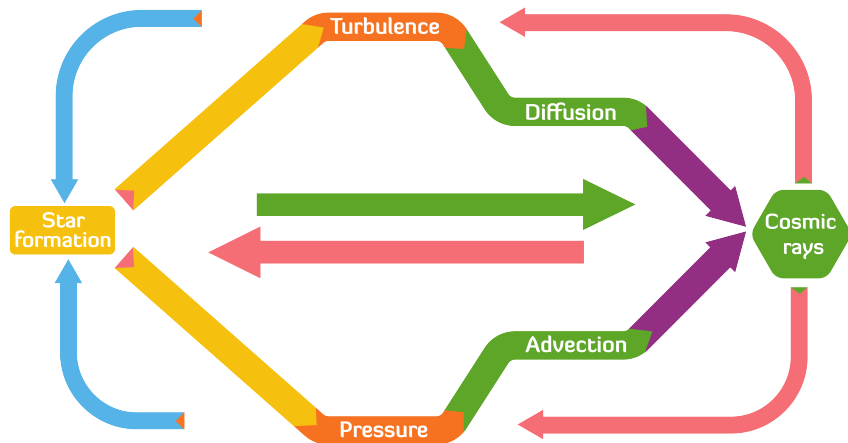 Turbulence
Diffusion
Star
formation
Cosmic
rays
Advection
Pressure